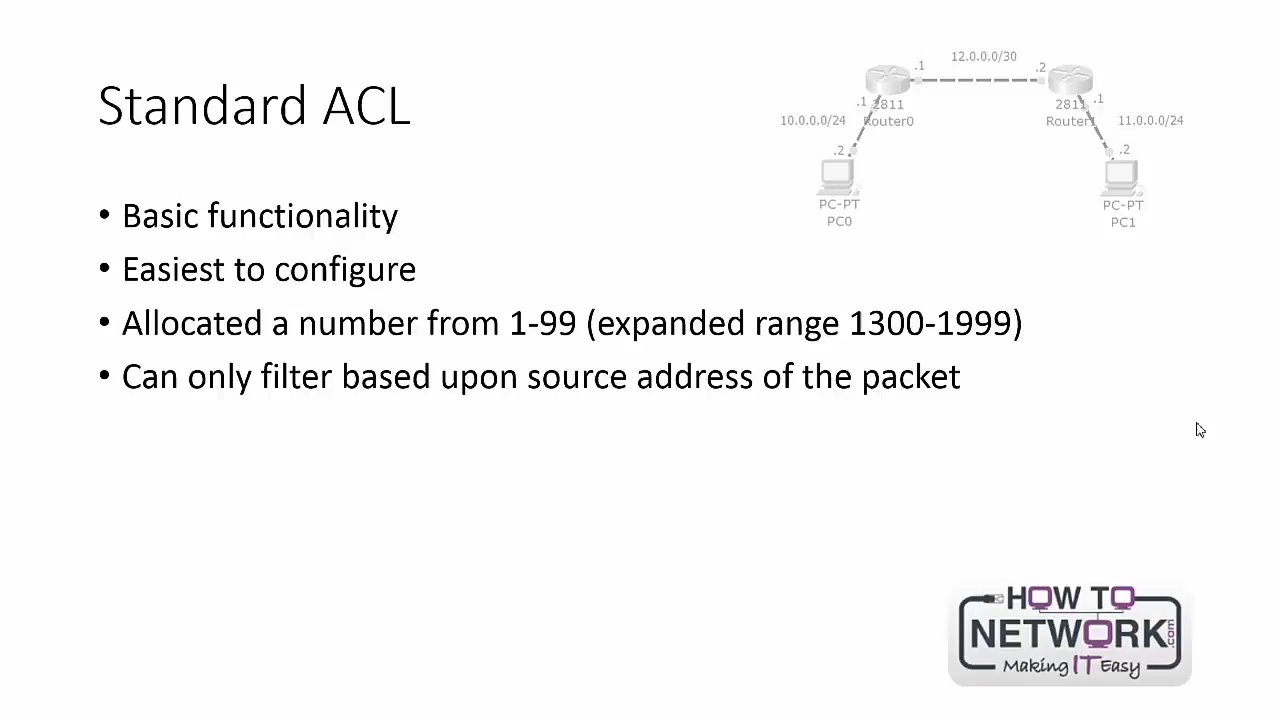 Standard ACL
• Basic functionality
• Easiest to configure
• Allocated a number from 1-99 (expanded range 1300-1999)
• Can only filter based upon source address of the packet
12.0.0.0/30
.1
.2
.1
2811
Router0
2811
Router1
.1
10.0.0.0/24
11.0.0.0/24
.2
.2
PC-PT
PC0
PC-PT
PC1
HOW TO
NETWORK.com
Making IT Easy